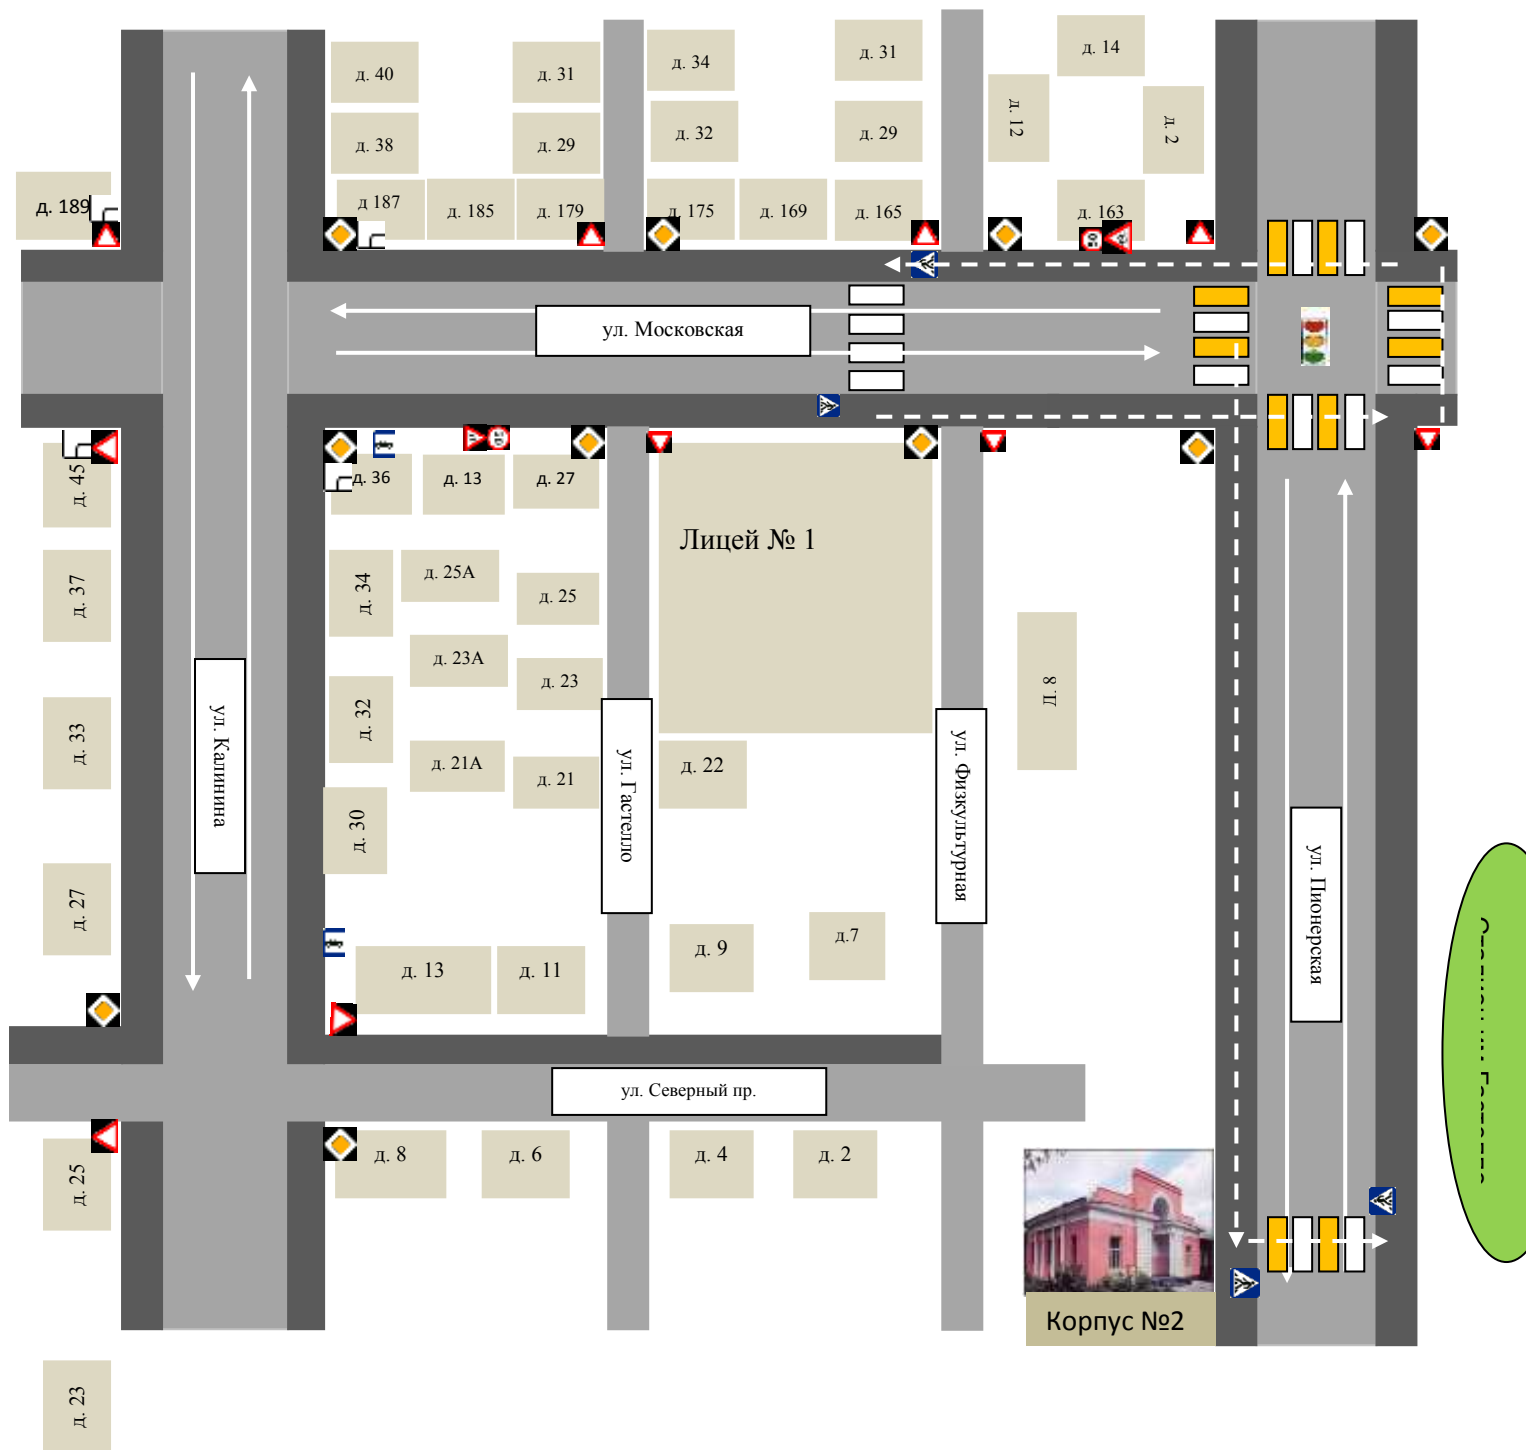 д. 14
д. 31
д. 34
д. 40
д. 31
д. 12
д. 2
д. 32
д. 29
д. 38
д. 29
д. 189
д 187
д. 185
д. 179
д. 175
д. 169
д. 165
д. 163
ул. Московская
д. 45
д. 36
д. 13
д. 27
Лицей № 1
д. 37
д. 34
д. 25А
д. 25
д. 23А
д. 23
Д 8
д. 33
д. 32
ул. Калинина
ул. Гастелло
ул. Физкультурная
д. 21А
д. 21
д. 22
д. 30
ул. Пионерская
д. 27
д. 9
д.7
д. 13
д. 11
ул. Северный пр.
д. 8
д. 6
д. 4
д. 2
д. 25
Корпус №2
д. 23